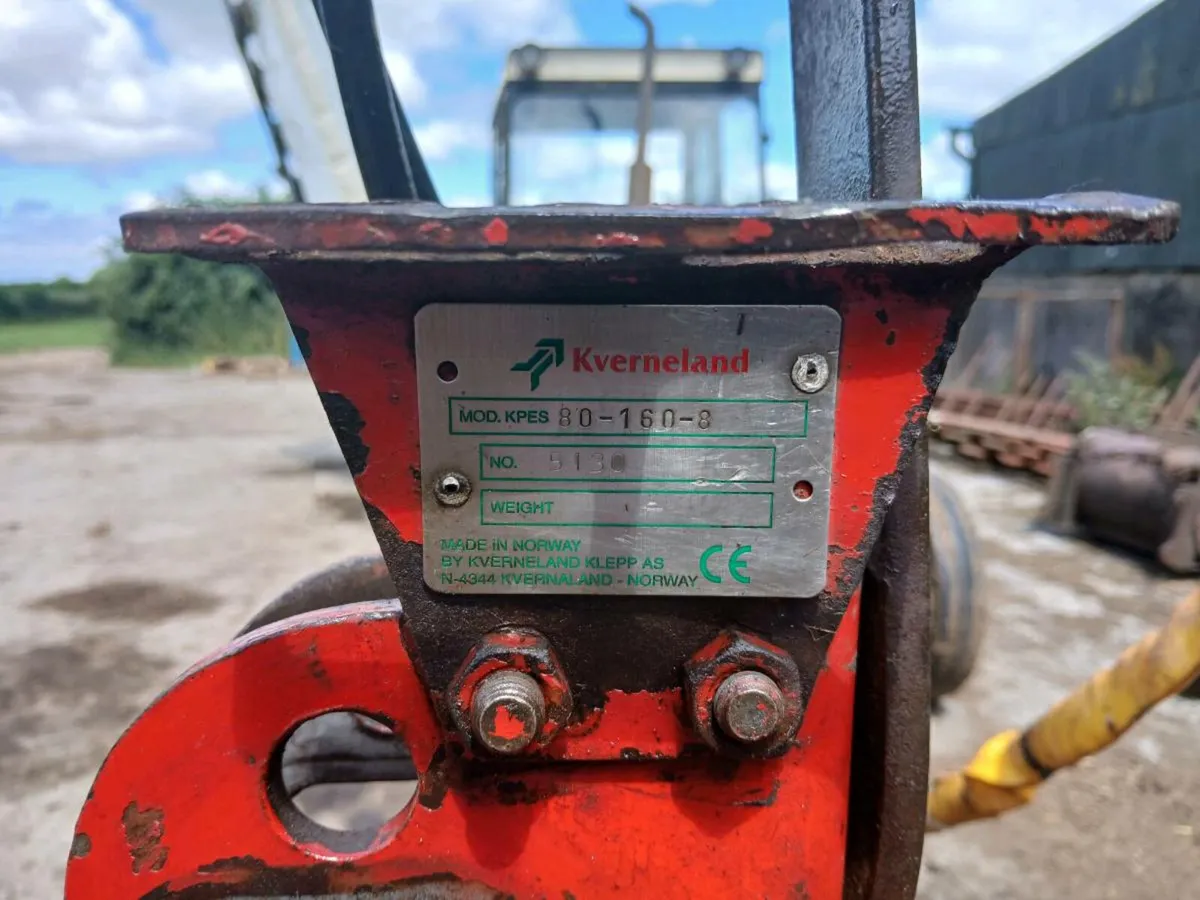 Kverneland
MOD. KPES 80-160-8
NO. 5130
WEIGHT
MADE IN NORWAY
BY KVERNELAND KLEPP AS
N-4344 KVERNALAND - NORWAY
CE